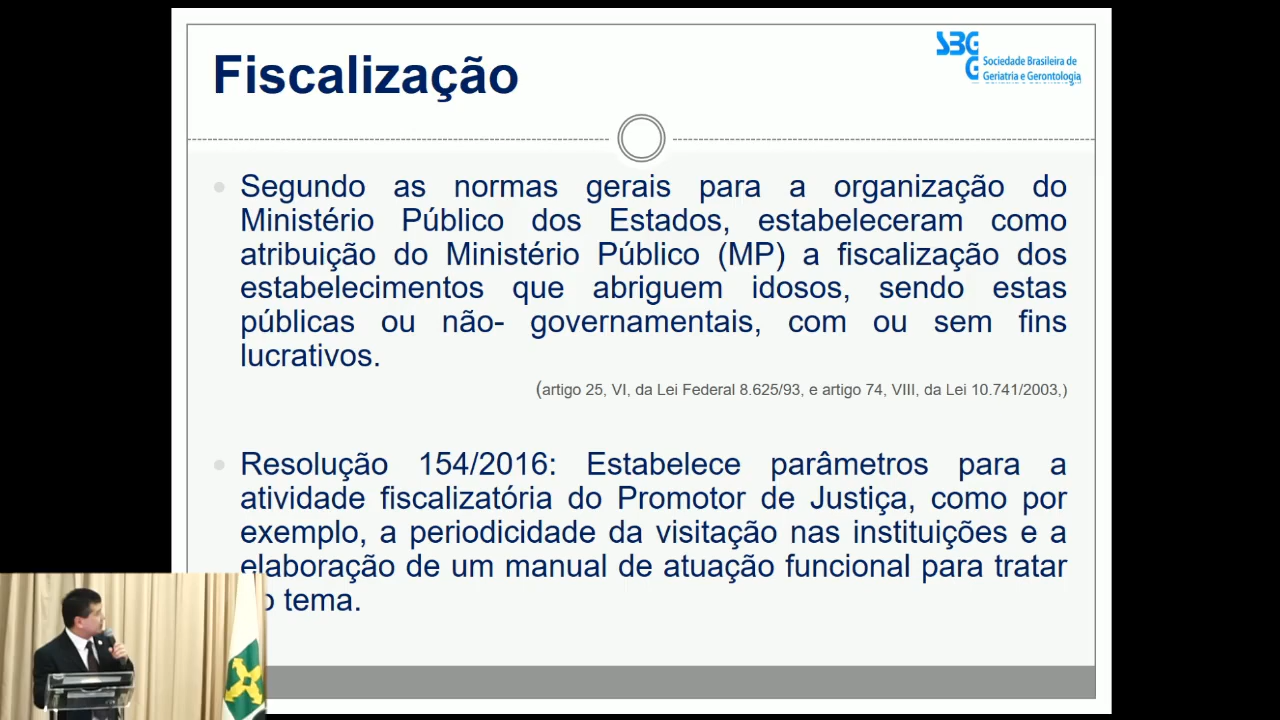 Fiscalização
SBGG
Sociedade Brasileira de
Geriatria e Gerontologia
Segundo as normas gerais para a organização do
Ministério Público dos Estados, estabeleceram como
atribuição do Ministério Público (MP) a fiscalização dos
estabelecimentos que abriguem idosos, sendo estas
públicas ou não- governamentais, com ou sem fins
lucrativos.
(artigo 25, VI, da Lei Federal 8.625/93, e artigo 74, VIII, da Lei 10.741/2003,)
Resolução 154/2016: Estabelece parâmetros para a
atividade fiscalizatória do Promotor de Justiça, como por
exemplo, a periodicidade da visitação nas instituições e a
elaboração de um manual de atuação funcional para tratar
tema.